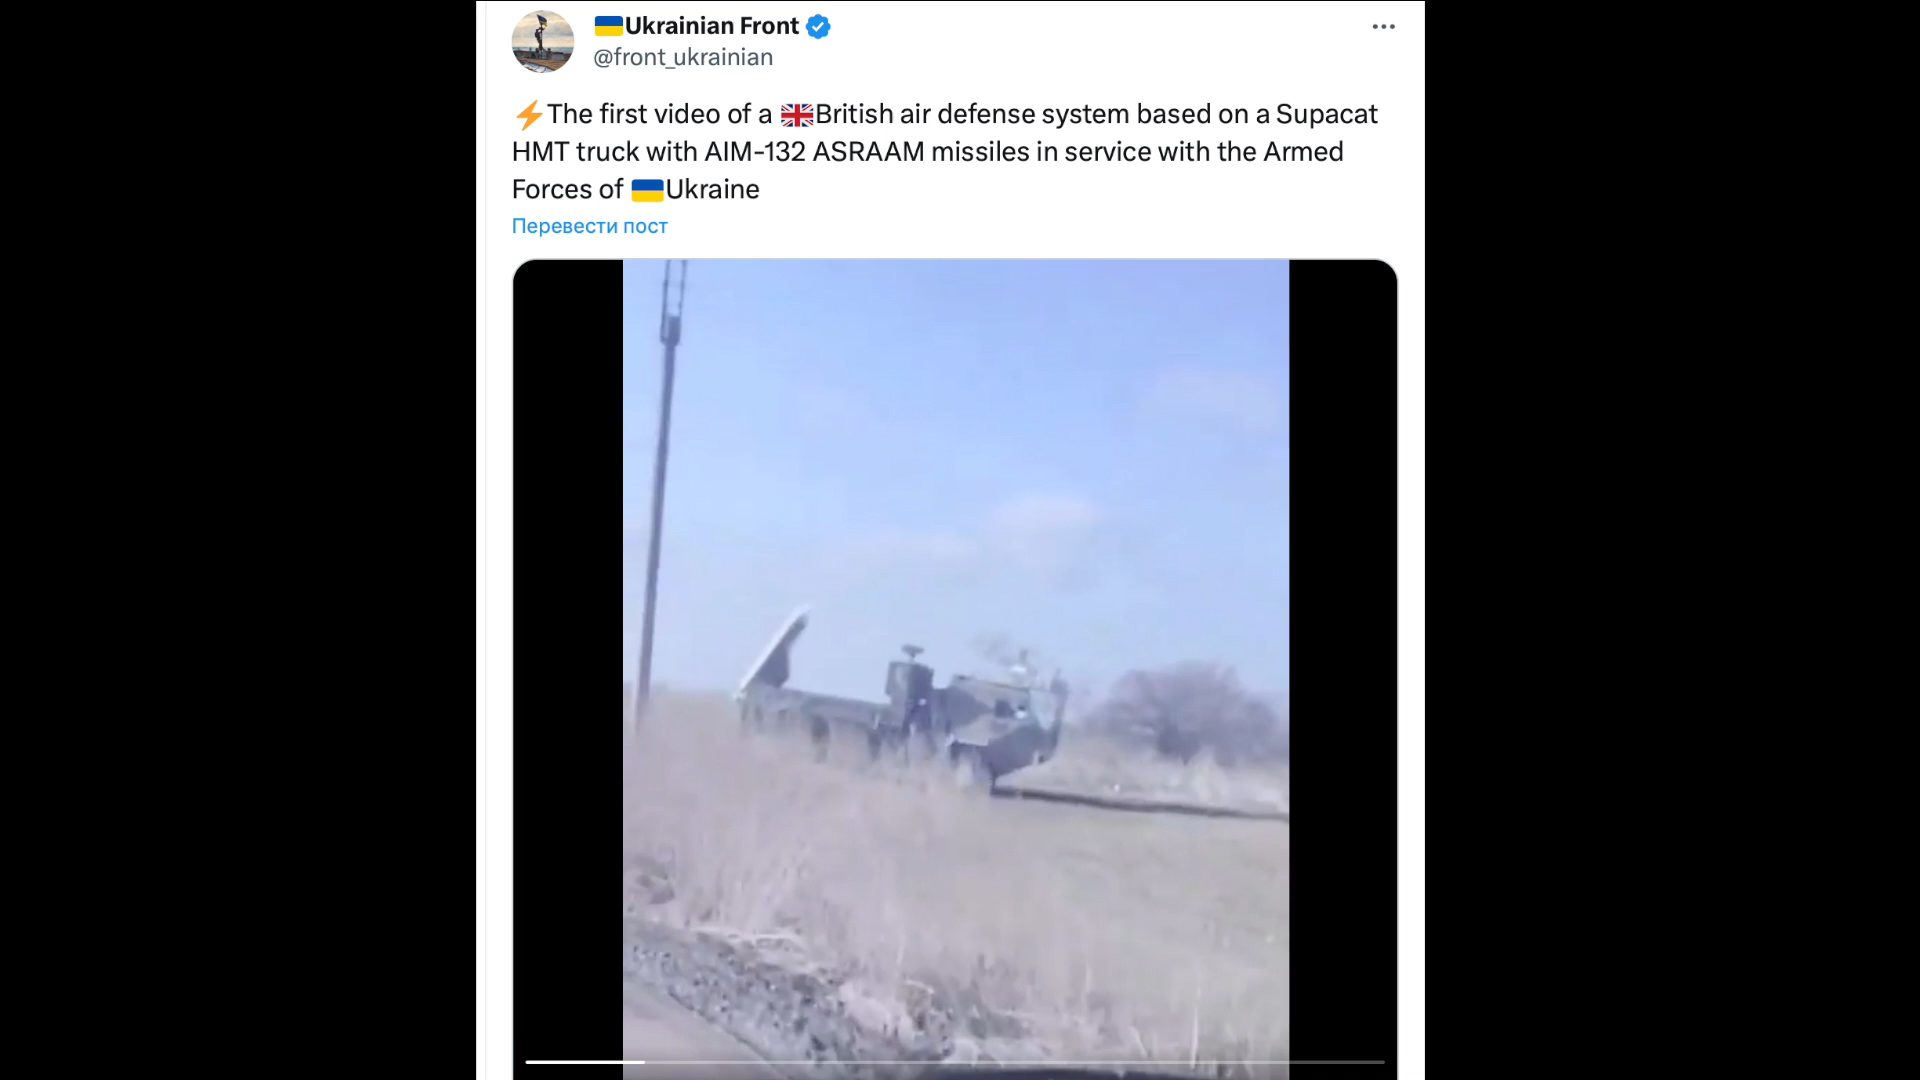 🇺🇦Ukrainian Front
@front_ukrainian
⚡The first video of a 🇬🇧British air defense system based on a Supacat
HMT truck with AIM-132 ASRAAM missiles in service with the Armed
Forces of 🇺🇦Ukraine
Перевести пост